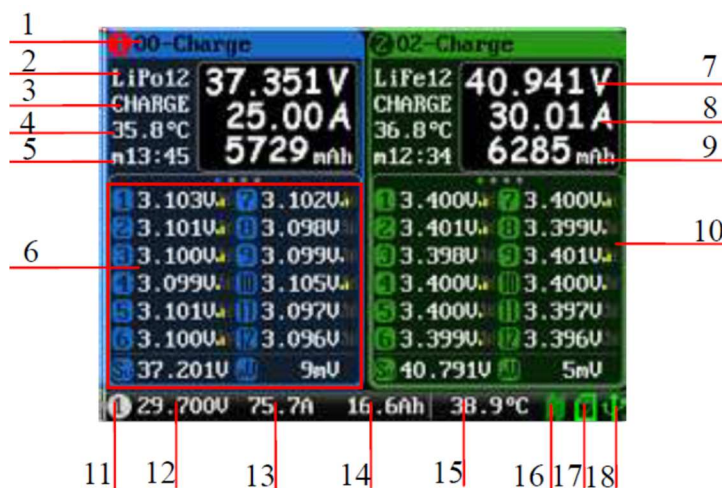 1
2
3
4
5
6
7
8
9
10
11
12
13
14
15
16
17
18
1 00-Charge
LiPo12
CHARGE
35.8℃
m13:45
37.351V
25.00A
5729mAh
1 3.103V 7 3.102V
2 3.101V 8 3.098V
3 3.100V 9 3.099V
4 3.099V 10 3.105V
5 3.101V 11 3.097V
6 3.100V 12 3.096V
37.201V 9mV
2 02-Charge
LiFe12
CHARGE
36.8℃
m12:34
40.941V
30.01A
6285mAh
1 3.400V 7 3.400V
2 3.401V 8 3.399V
3 3.398V 9 3.401V
4 3.400V 10 3.400V
5 3.400V 11 3.397V
6 3.399V 12 3.396V
40.791V 5mV
1 29.700V 75.7A 16.6Ah 38.9℃